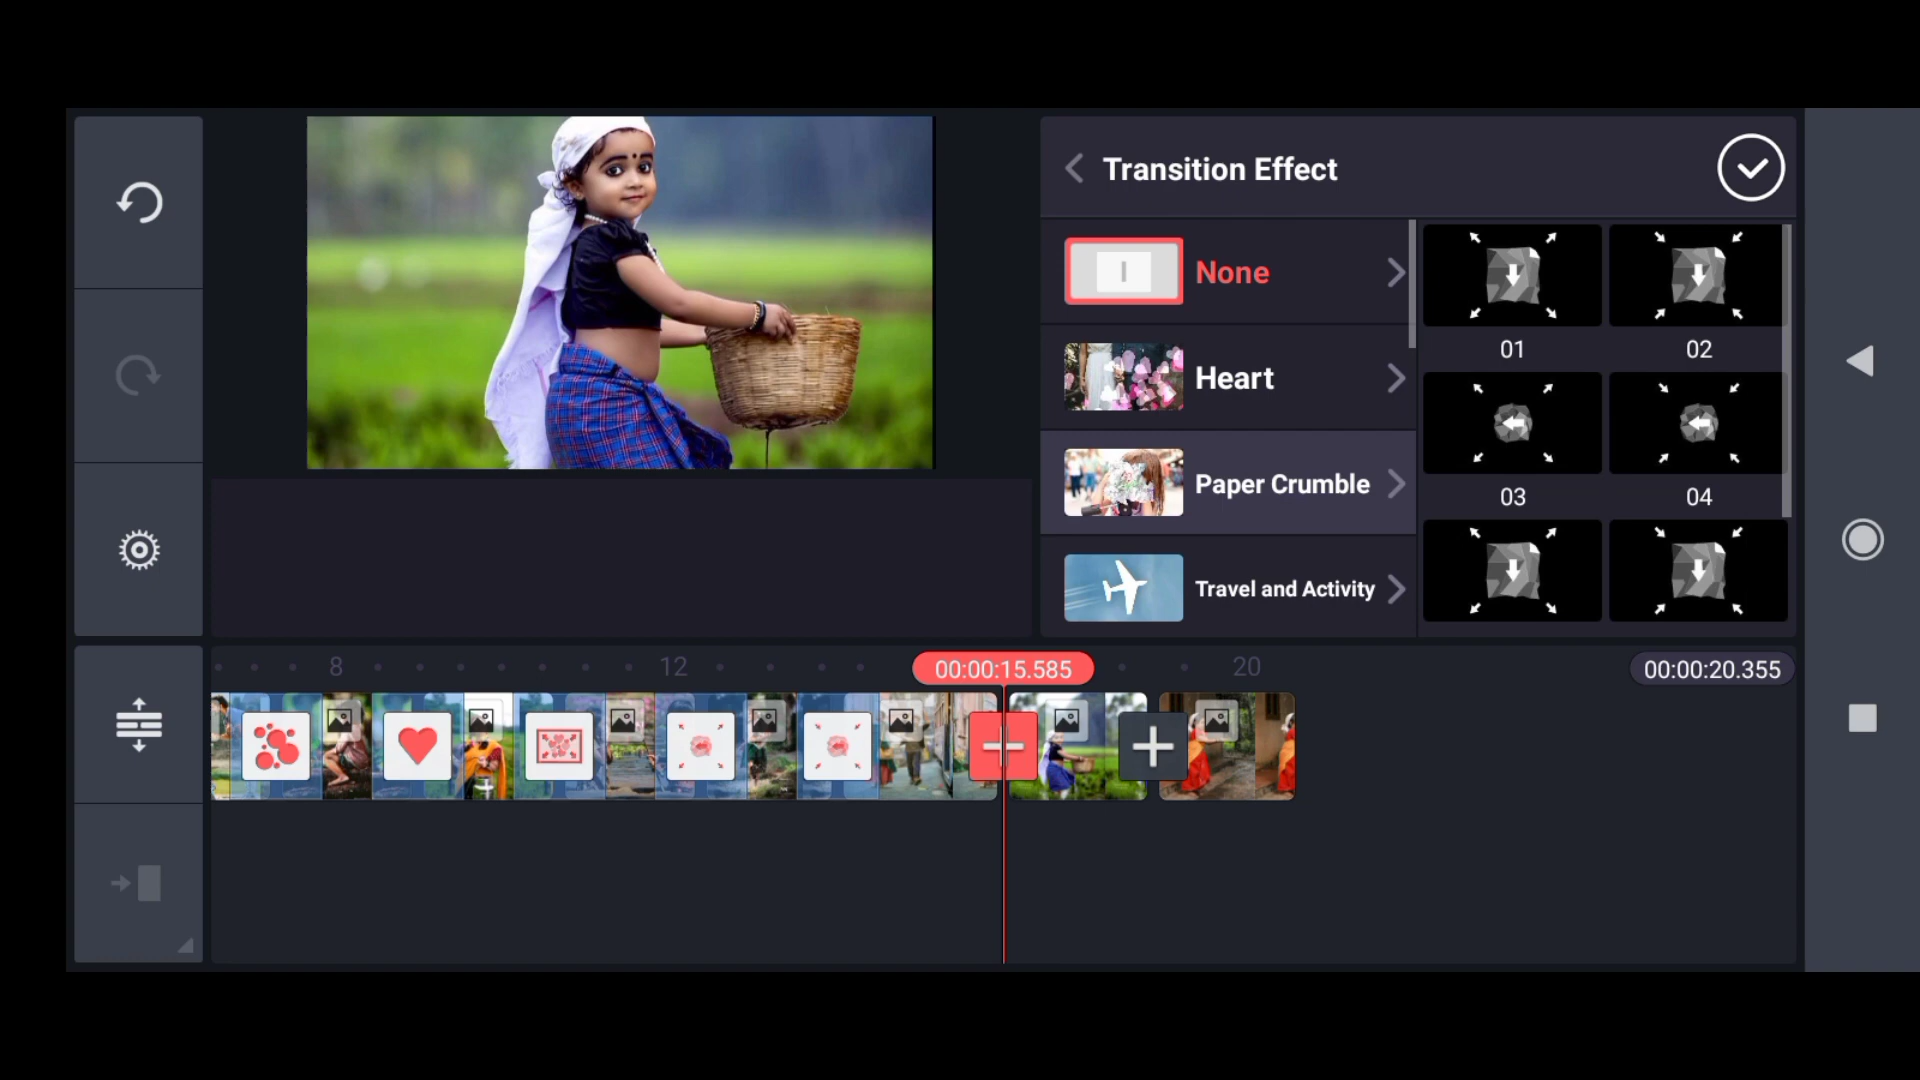 Transition Effect
None
Heart
Paper Crumble
Travel and Activity
01
02
03
04
8
12
00:00:15.585
20
00:00:20.355